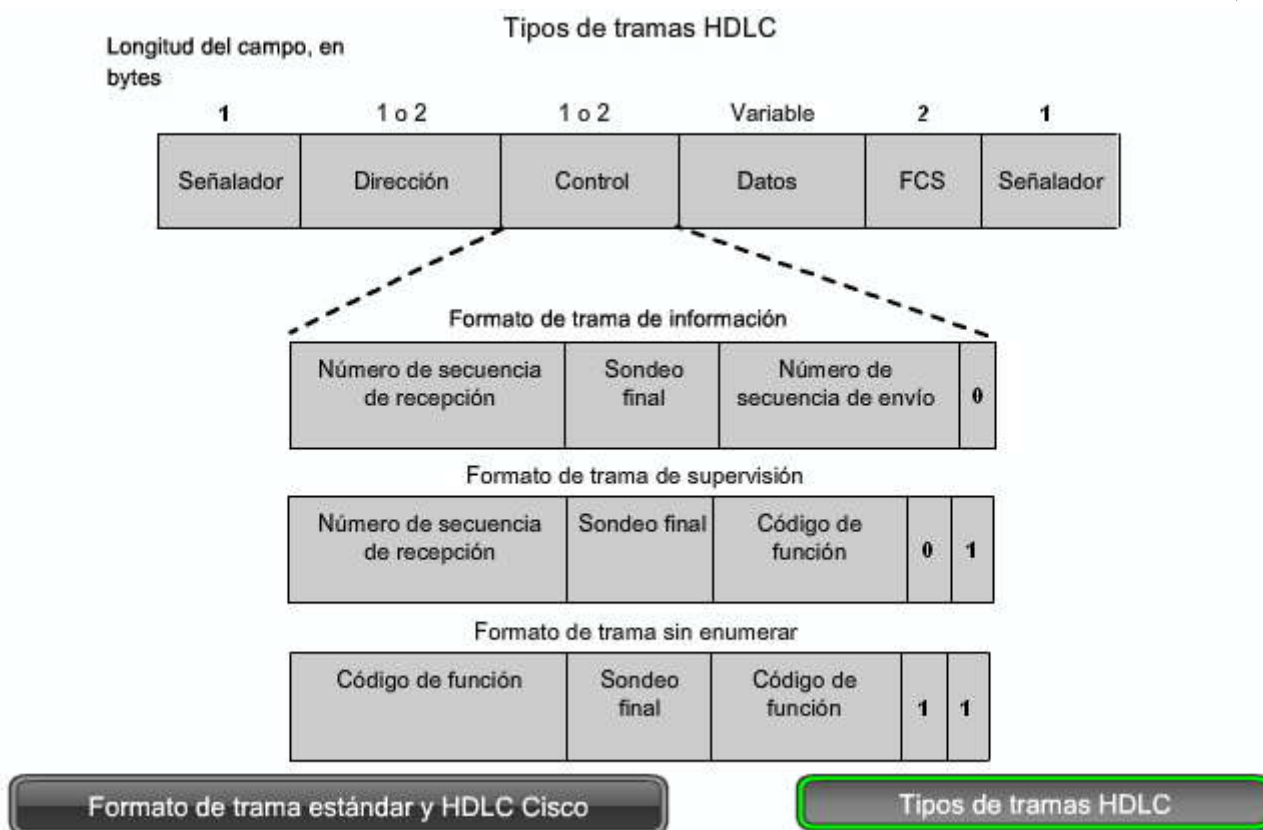 Tipos de tramas HDLC
Longitud del campo, en
bytes
1 1 o 2 1 o 2 Variable 2 1
Señalador Dirección Control Datos FCS Señalador
Formato de trama de información
Número de secuencia de recepción Sondeo final Número de secuencia de envío 0
Formato de trama de supervisión
Número de secuencia de recepción Sondeo final Código de función 0 1
Formato de trama sin enumerar
Código de función Sondeo final Código de función 1 1
Formato de trama estándar y HDLC Cisco
Tipos de tramas HDLC